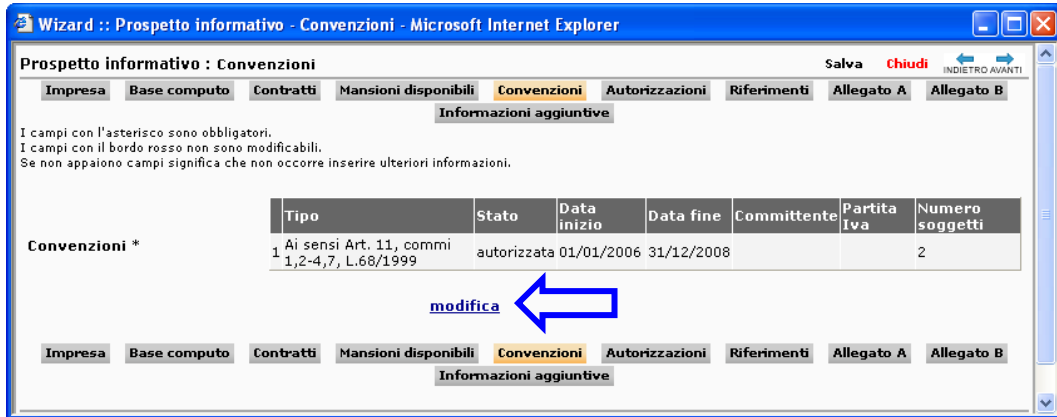 Wizard :: Prospetto informativo - Convenzioni - Microsoft Internet Explorer
Prospetto informativo : Convenzioni
Salva Chiudi INDIETRO AVANTI
Impresa Base computo Contratti Mansioni disponibili Convenzioni Autorizzazioni Riferimenti Allegato A Allegato B
Informazioni aggiuntive
I campi con l'asterisco sono obbligatori.
I campi con il bordo rosso non sono modificabili.
Se non appaiono campi significa che non occorre inserire ulteriori informazioni.
Tipo Stato Data inizio Data fine Committente Partita Iva Numero soggetti
Convenzioni *
1 Ai sensi Art. 11, commi 1,2-4,7, L.68/1999 autorizzata 01/01/2006 31/12/2008 2
modifica
Impresa Base computo Contratti Mansioni disponibili Convenzioni Autorizzazioni Riferimenti Allegato A Allegato B
Informazioni aggiuntive